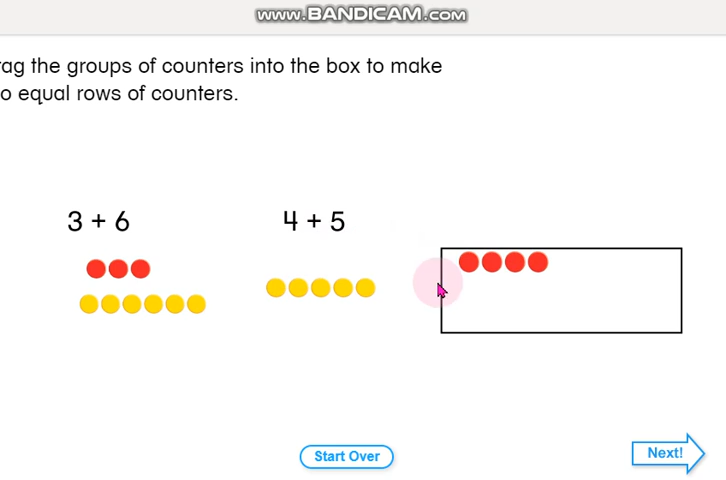 www.BANDICAM.com
ag the groups of counters into the box to make
o equal rows of counters.
3 + 6
4 + 5
Start Over
Next!